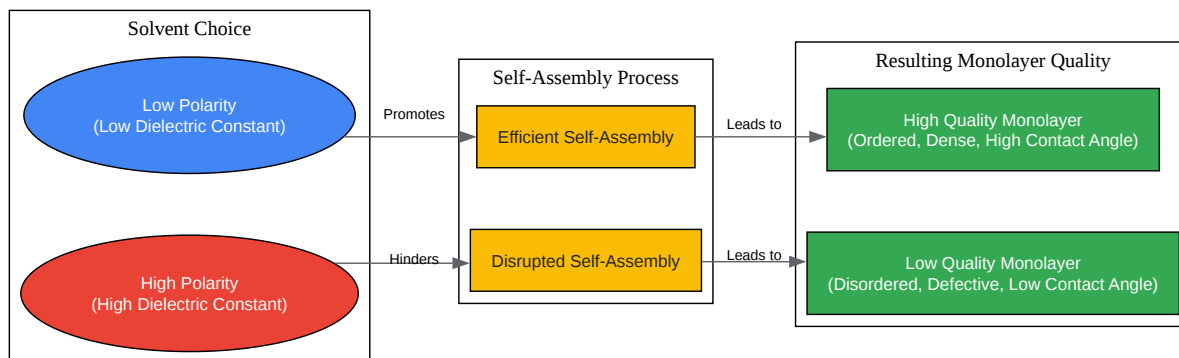 Solvent Choice
Low Polarity
(Low Dielectric Constant)
High Polarity
(High Dielectric Constant)
Promotes
Hinders
Self-Assembly Process
Efficient Self-Assembly
Disrupted Self-Assembly
Leads to
Leads to
Resulting Monolayer Quality
High Quality Monolayer
(Ordered, Dense, High Contact Angle)
Low Quality Monolayer
(Disordered, Defective, Low Contact Angle)